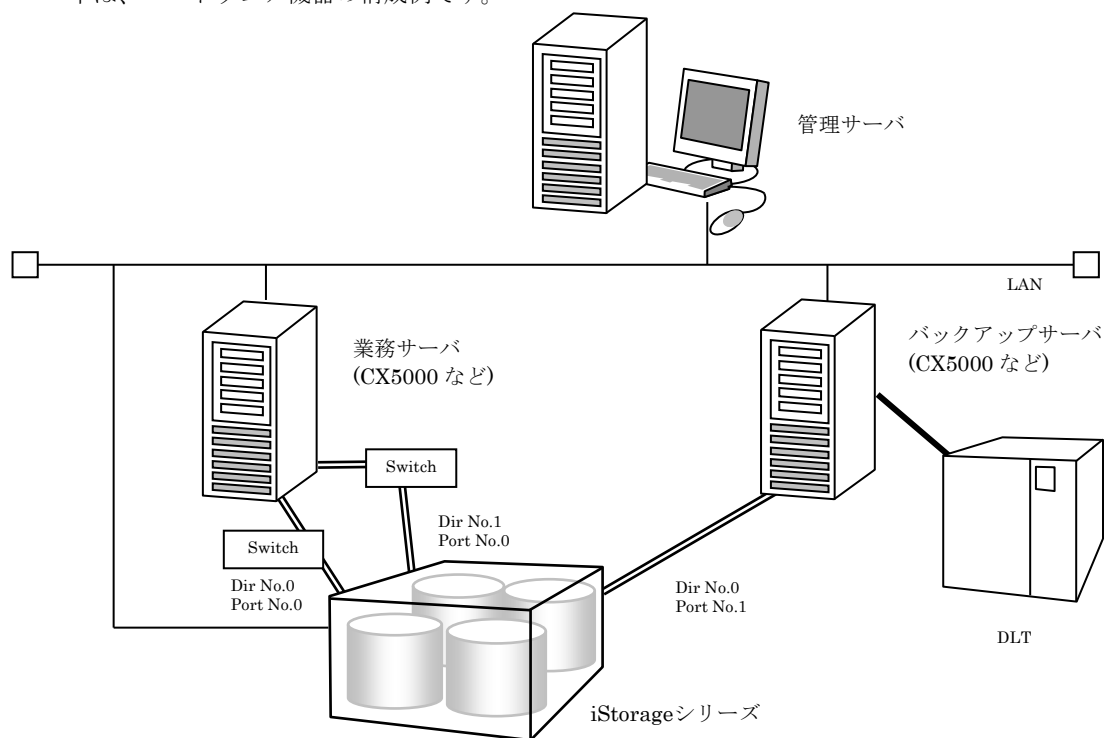 管理サーバ
LAN
業務サーバ
(CX5000 など)
バックアップサーバ
(CX5000 など)
Switch
Dir No.1
Port No.0
Switch
Dir No.0
Port No.0
Dir No.0
Port No.1
DLT
iStorageシリーズ